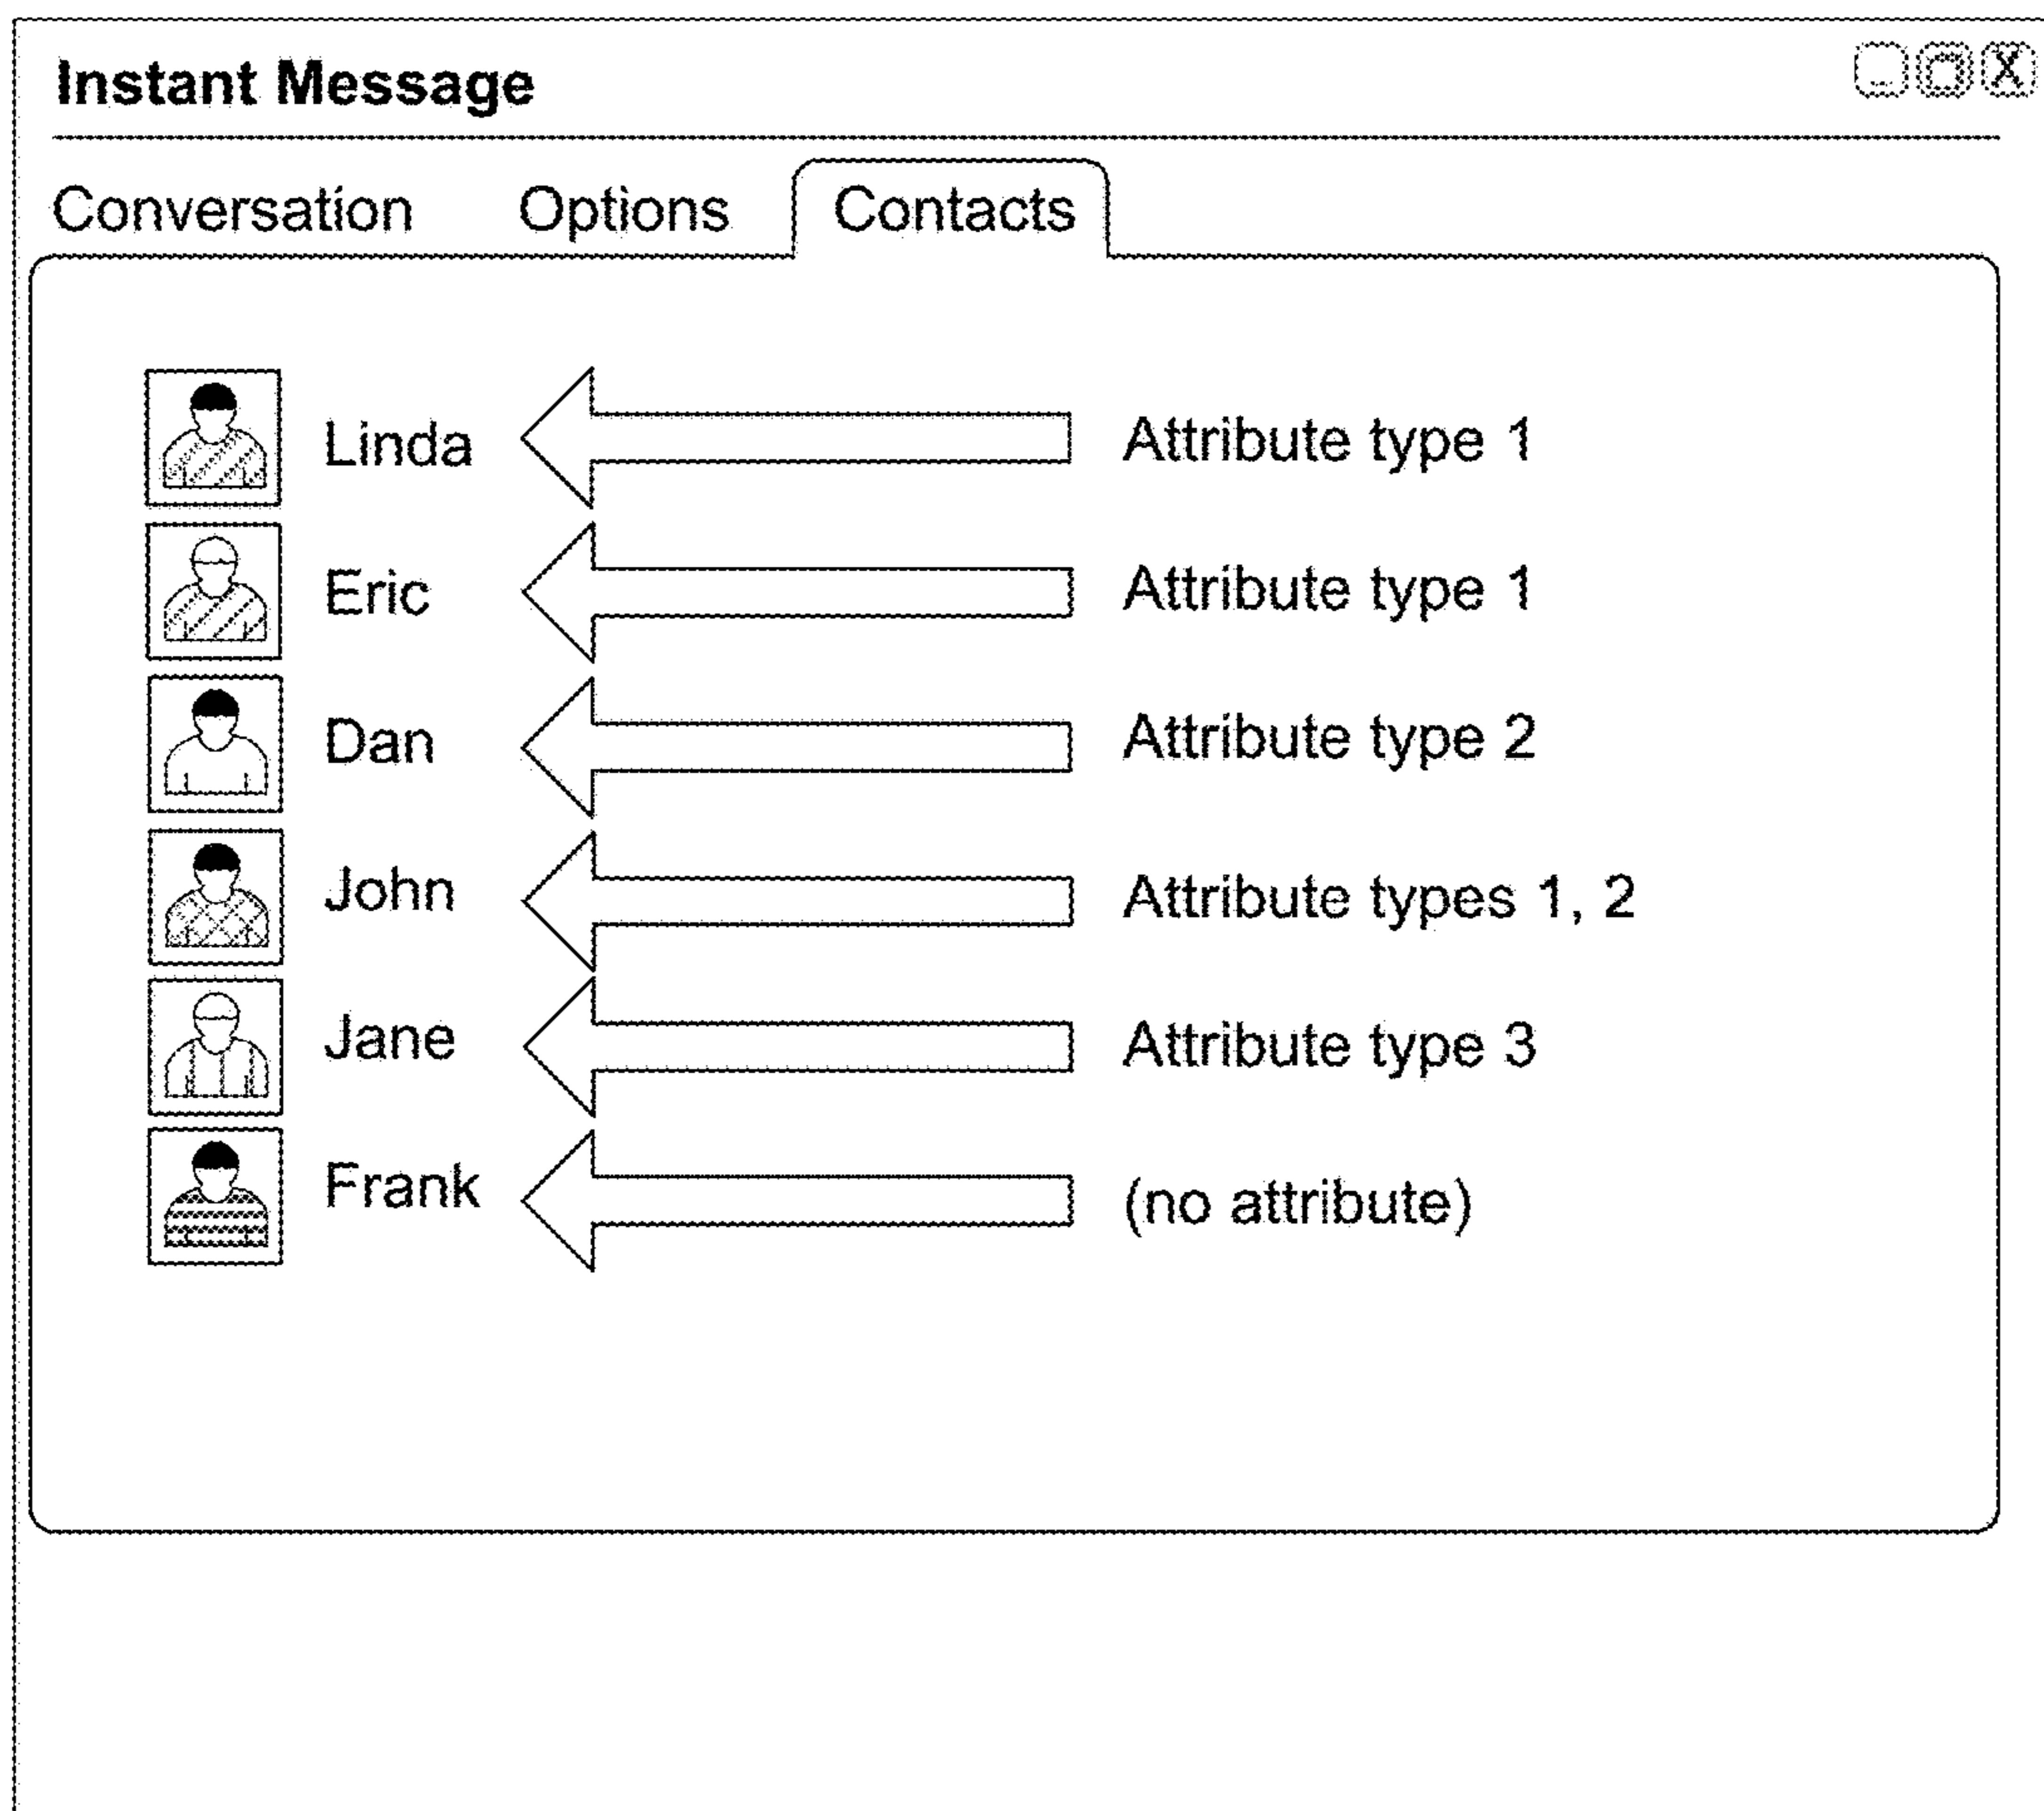 Instant Message
_ X
Conversation Options Contacts
Linda Attribute type 1
Eric Attribute type 1
Dan Attribute type 2
John Attribute types 1, 2
Jane Attribute type 3
Frank (no attribute)